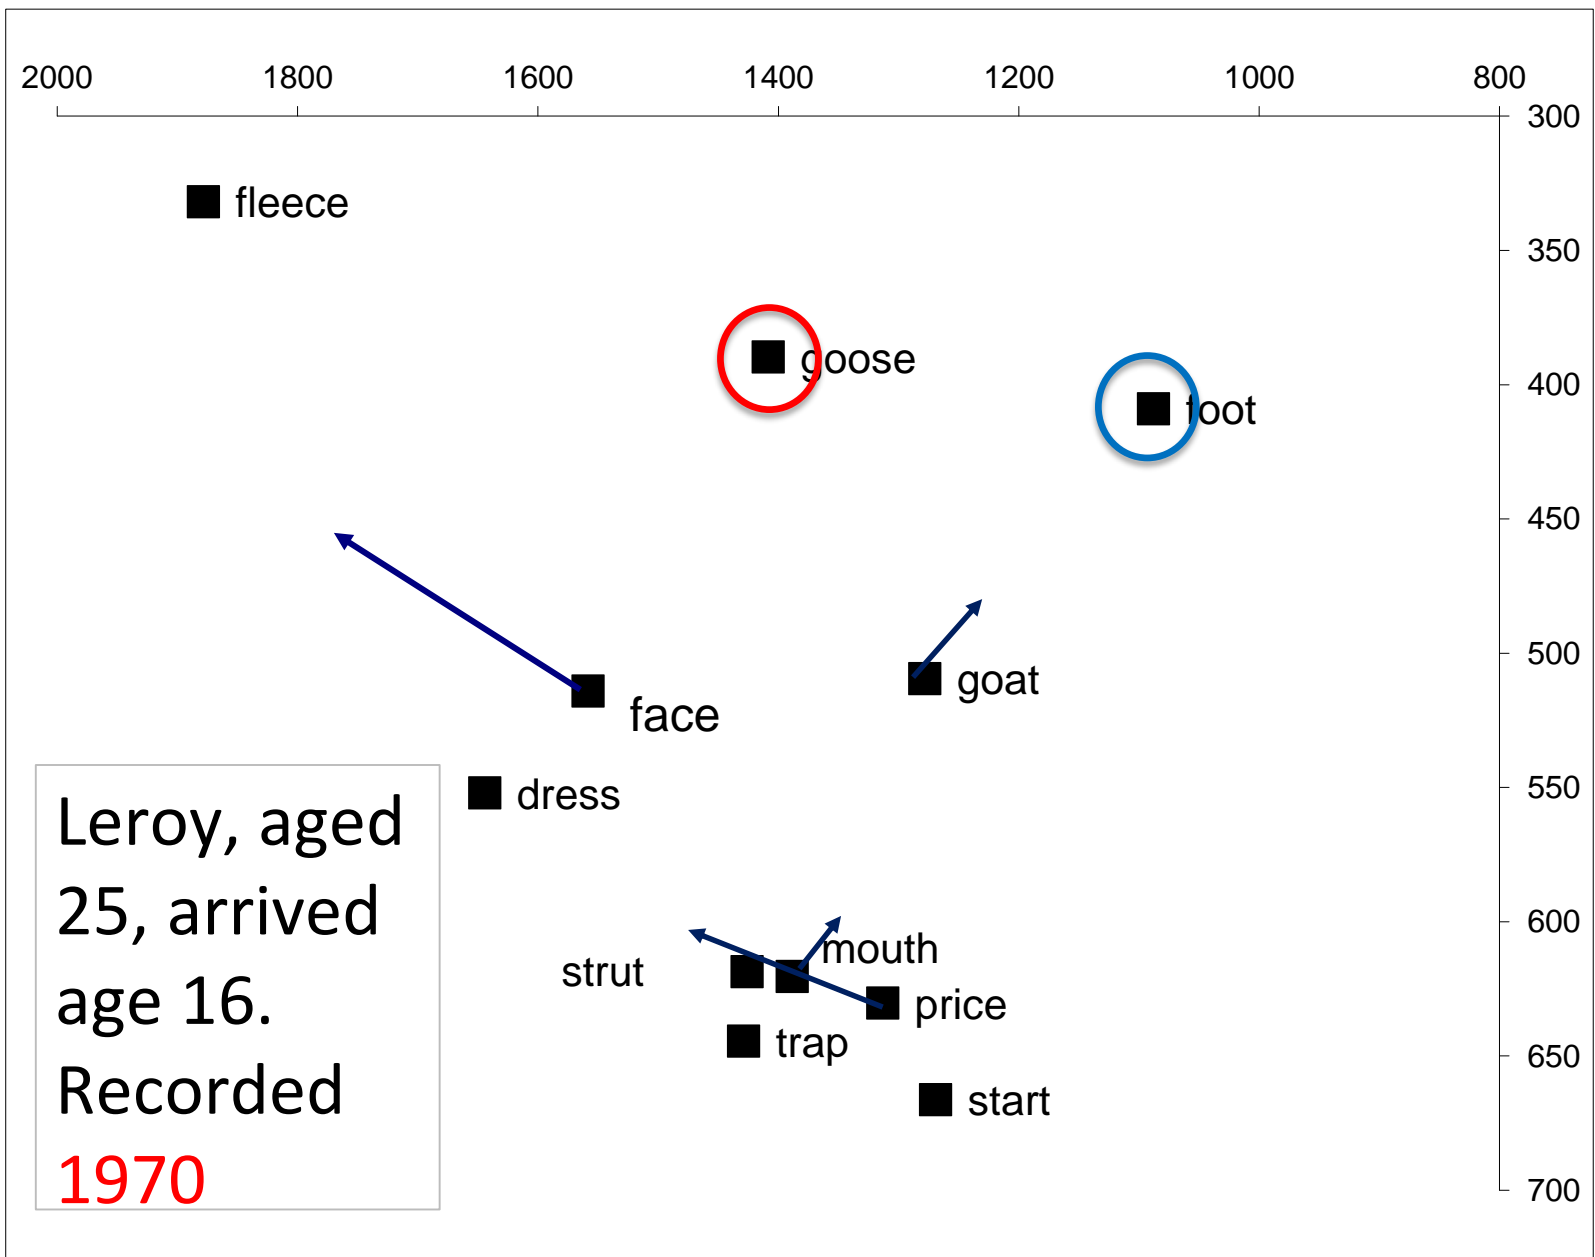 2000 1800 1600 1400 1200 1000 800
300
fleece
350
goose
400
foot
450
500
goat
face
550
dress
600
mouth
strut
price
trap
650
start
700
Leroy, aged
25, arrived
age 16.
Recorded
1970